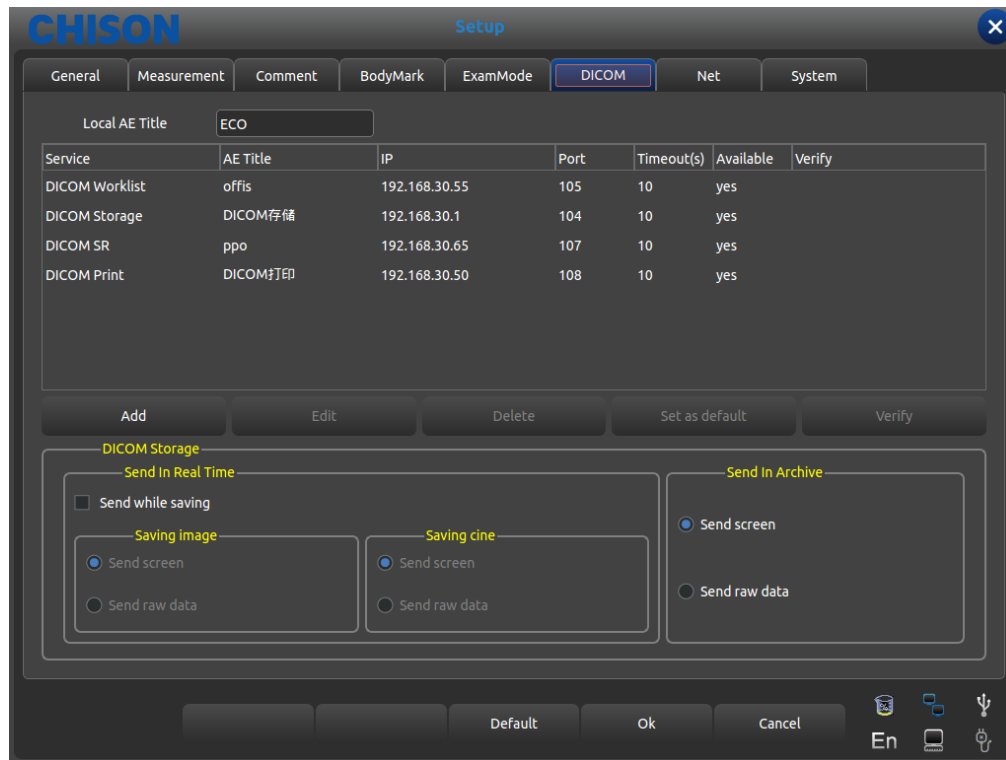 CHISON
Setup
General Measurement Comment BodyMark ExamMode DICOM Net System
Local AE Title ECO
Service AE Title IP Port Timeout(s) Available Verify
DICOM Worklist offis 192.168.30.55 105 10 yes
DICOM Storage DICOM存储 192.168.30.1 104 10 yes
DICOM SR ppo 192.168.30.65 107 10 yes
DICOM Print DICOM打印 192.168.30.50 108 10 yes
Add Edit Delete Set as default Verify
DICOM Storage
Send In Real Time
Send while saving
Saving image
Send screen
Send raw data
Saving cine
Send screen
Send raw data
Send In Archive
Send screen
Send raw data
Default Ok Cancel
En